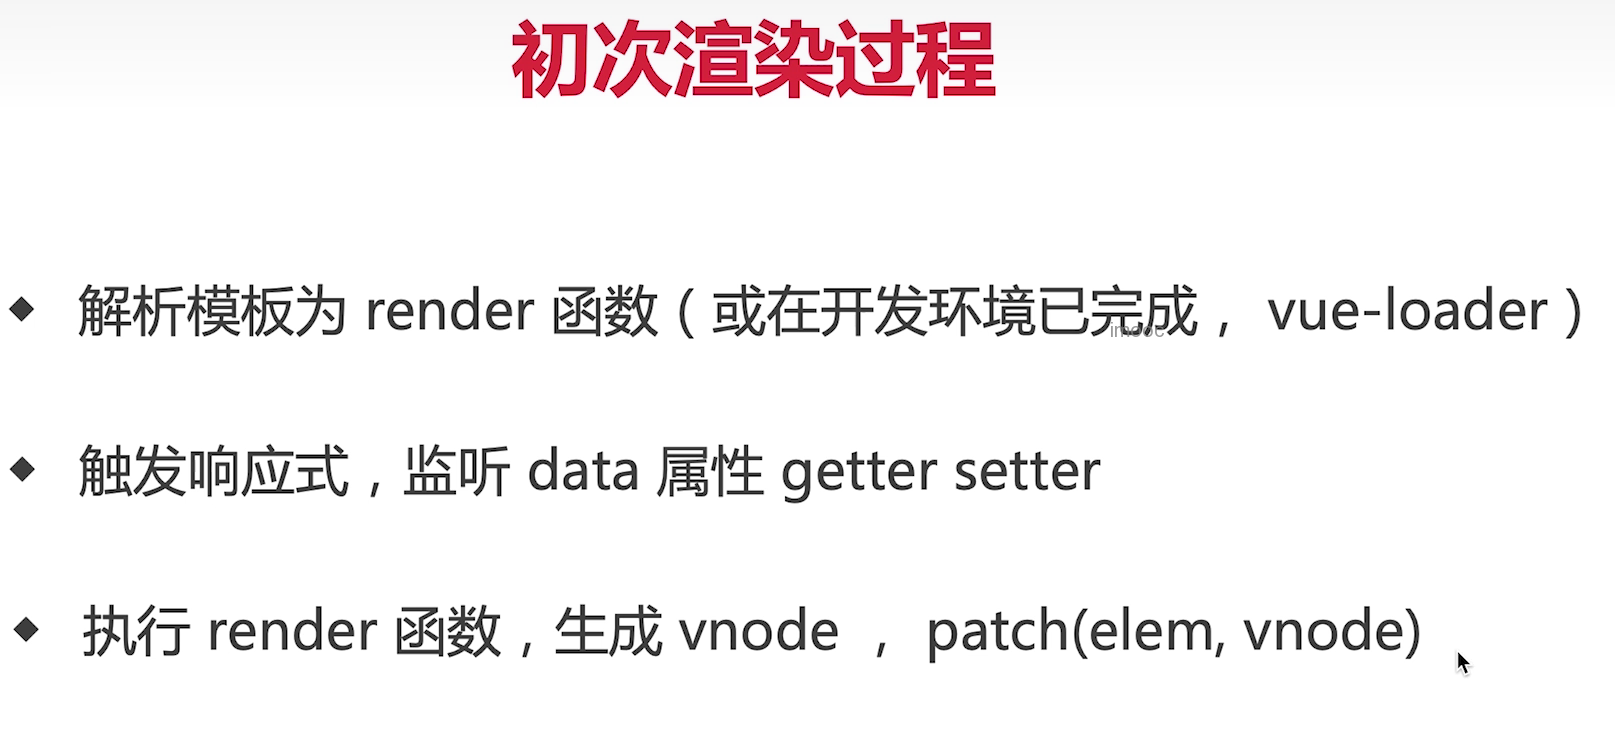 初次渲染过程
解析模板为 render 函数（或在开发环境已完成， vue-loader）
imooc
触发响应式，监听 data 属性 getter setter
执行 render 函数，生成 vnode ， patch(elem, vnode)